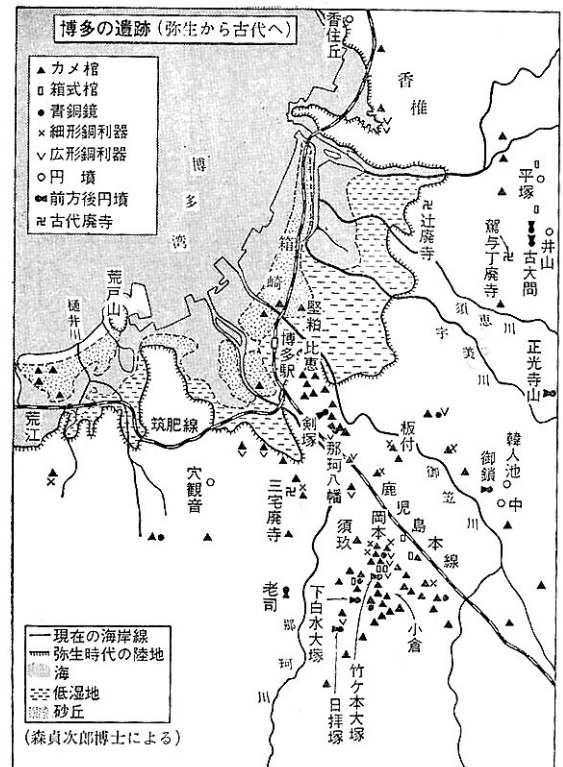 博多の遺跡(弥生から古代へ)
カメ棺
箱式棺
青銅鏡
細形銅利器
広形銅利器
円墳
前方後円墳
古代廃寺
香住丘
香椎
博多湾
平塚
辻廃寺
駕与丁廃寺
井山
古大間
箱崎
荒戸山
樋井川
堅粕
比恵
博多駅
須恵川
宇美川
正光寺山
荒江
筑肥線
剣塚
那珂八幡
板付
御笠川
韓人池
御鎖
中
穴観音
三宅廃寺
鹿児島本線
須玖
岡本
老司
下白水大塚
小倉
竹ケ本大塚
日拝塚
那珂川
現在の海岸線
弥生時代の陸地
海
低湿地
砂丘
(森貞次郎博士による)